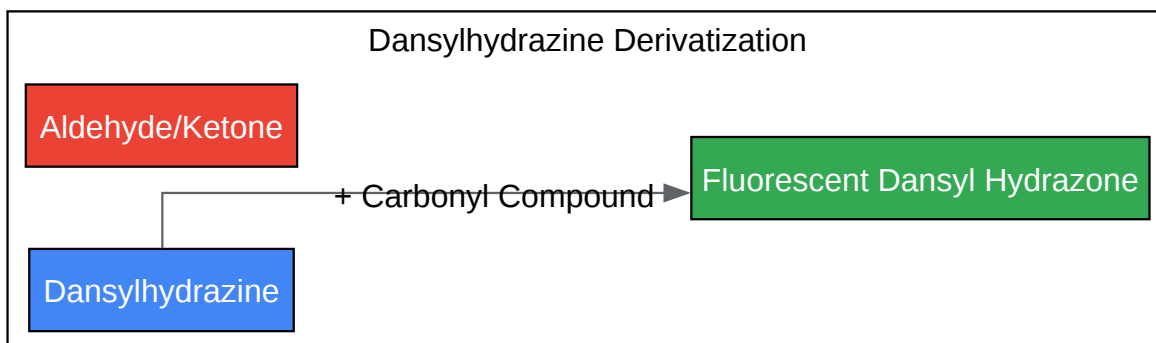 Dansylhydrazine Derivatization
Aldehyde/Ketone
+ Carbonyl Compound
Fluorescent Dansyl Hydrazone
Dansylhydrazine